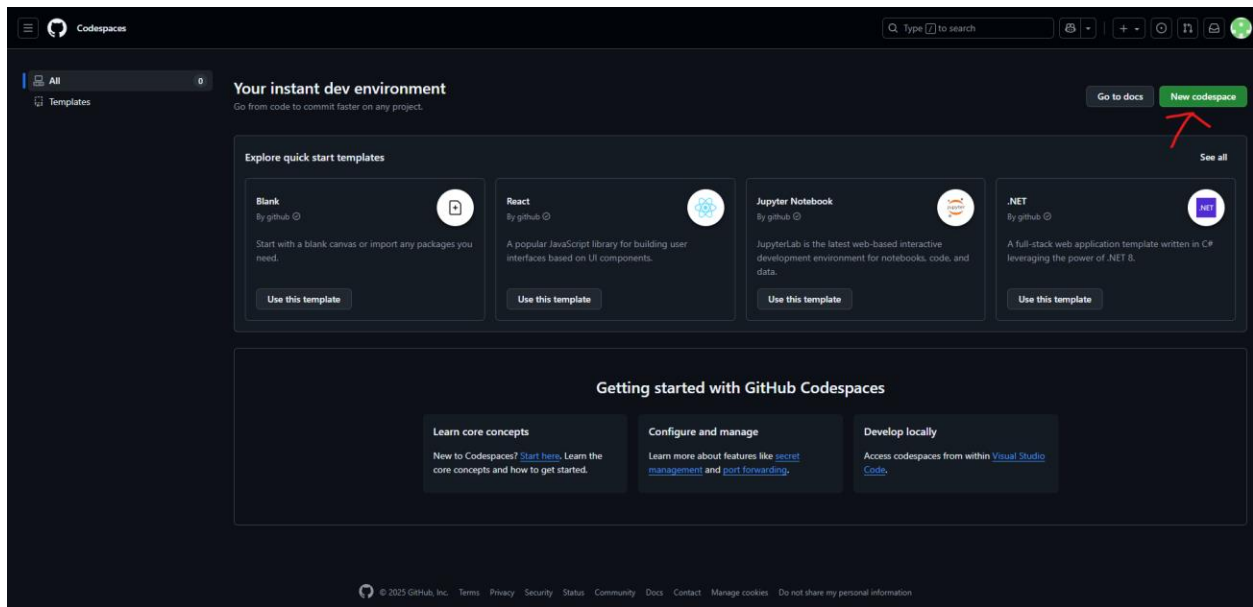 Codespaces
Type / to search
All 0
Templates
Your instant dev environment
Go from code to commit faster on any project.
Go to docs
New codespace
Explore quick start templates
See all
Blank
By github
Start with a blank canvas or import any packages you
need.
Use this template
React
By github
A popular JavaScript library for building user
interfaces based on UI components.
Use this template
Jupyter Notebook
By github
jupyter
JupyterLab is the latest web-based interactive
development environment for notebooks, code, and
data.
Use this template
.NET
By github
.NET
A full-stack web application template written in C#
leveraging the power of .NET 8.
Use this template
Getting started with GitHub Codespaces
Learn core concepts
New to Codespaces? Start here. Learn the
core concepts and how to get started.
Configure and manage
Learn more about features like secret
management and port forwarding.
Develop locally
Access codespaces from within Visual Studio
Code.
© 2025 GitHub, Inc. Terms Privacy Security Status Community Docs Contact Manage cookies Do not share my personal information